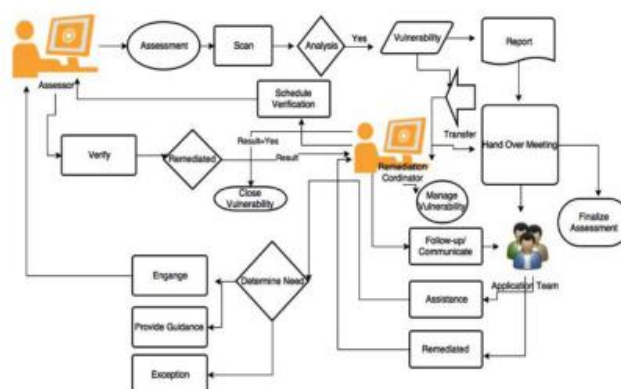 Assessment
Scan
Analysis
Yes
Vulnerability
Report
Assessor
Schedule
Verification
Transfer
Hand Over Meeting
Verify
Remediated
Result=Yes
Result
Remediation
Cordinator
Close
Vulnerability
Manage
Vulnerability
Finalize
Assessment
Follow-up/
Communicate
Application Team
Engange
Determine Need
Assistance
Provide Guidance
Remediated
Exception